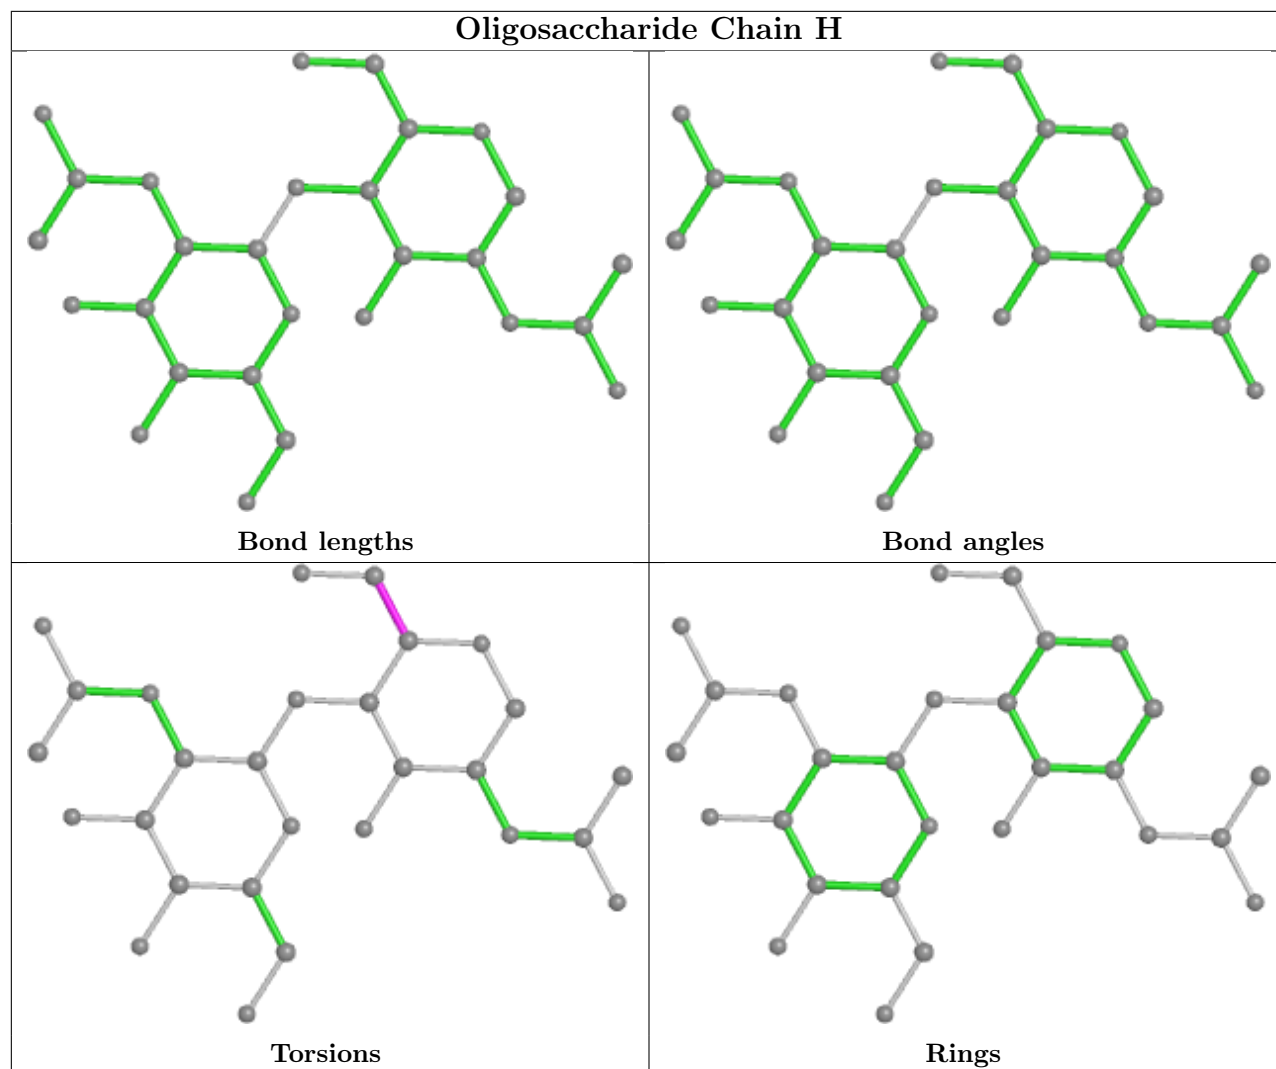 Oligosaccharide Chain H
Bond lengths
Bond angles
Torsions
Rings